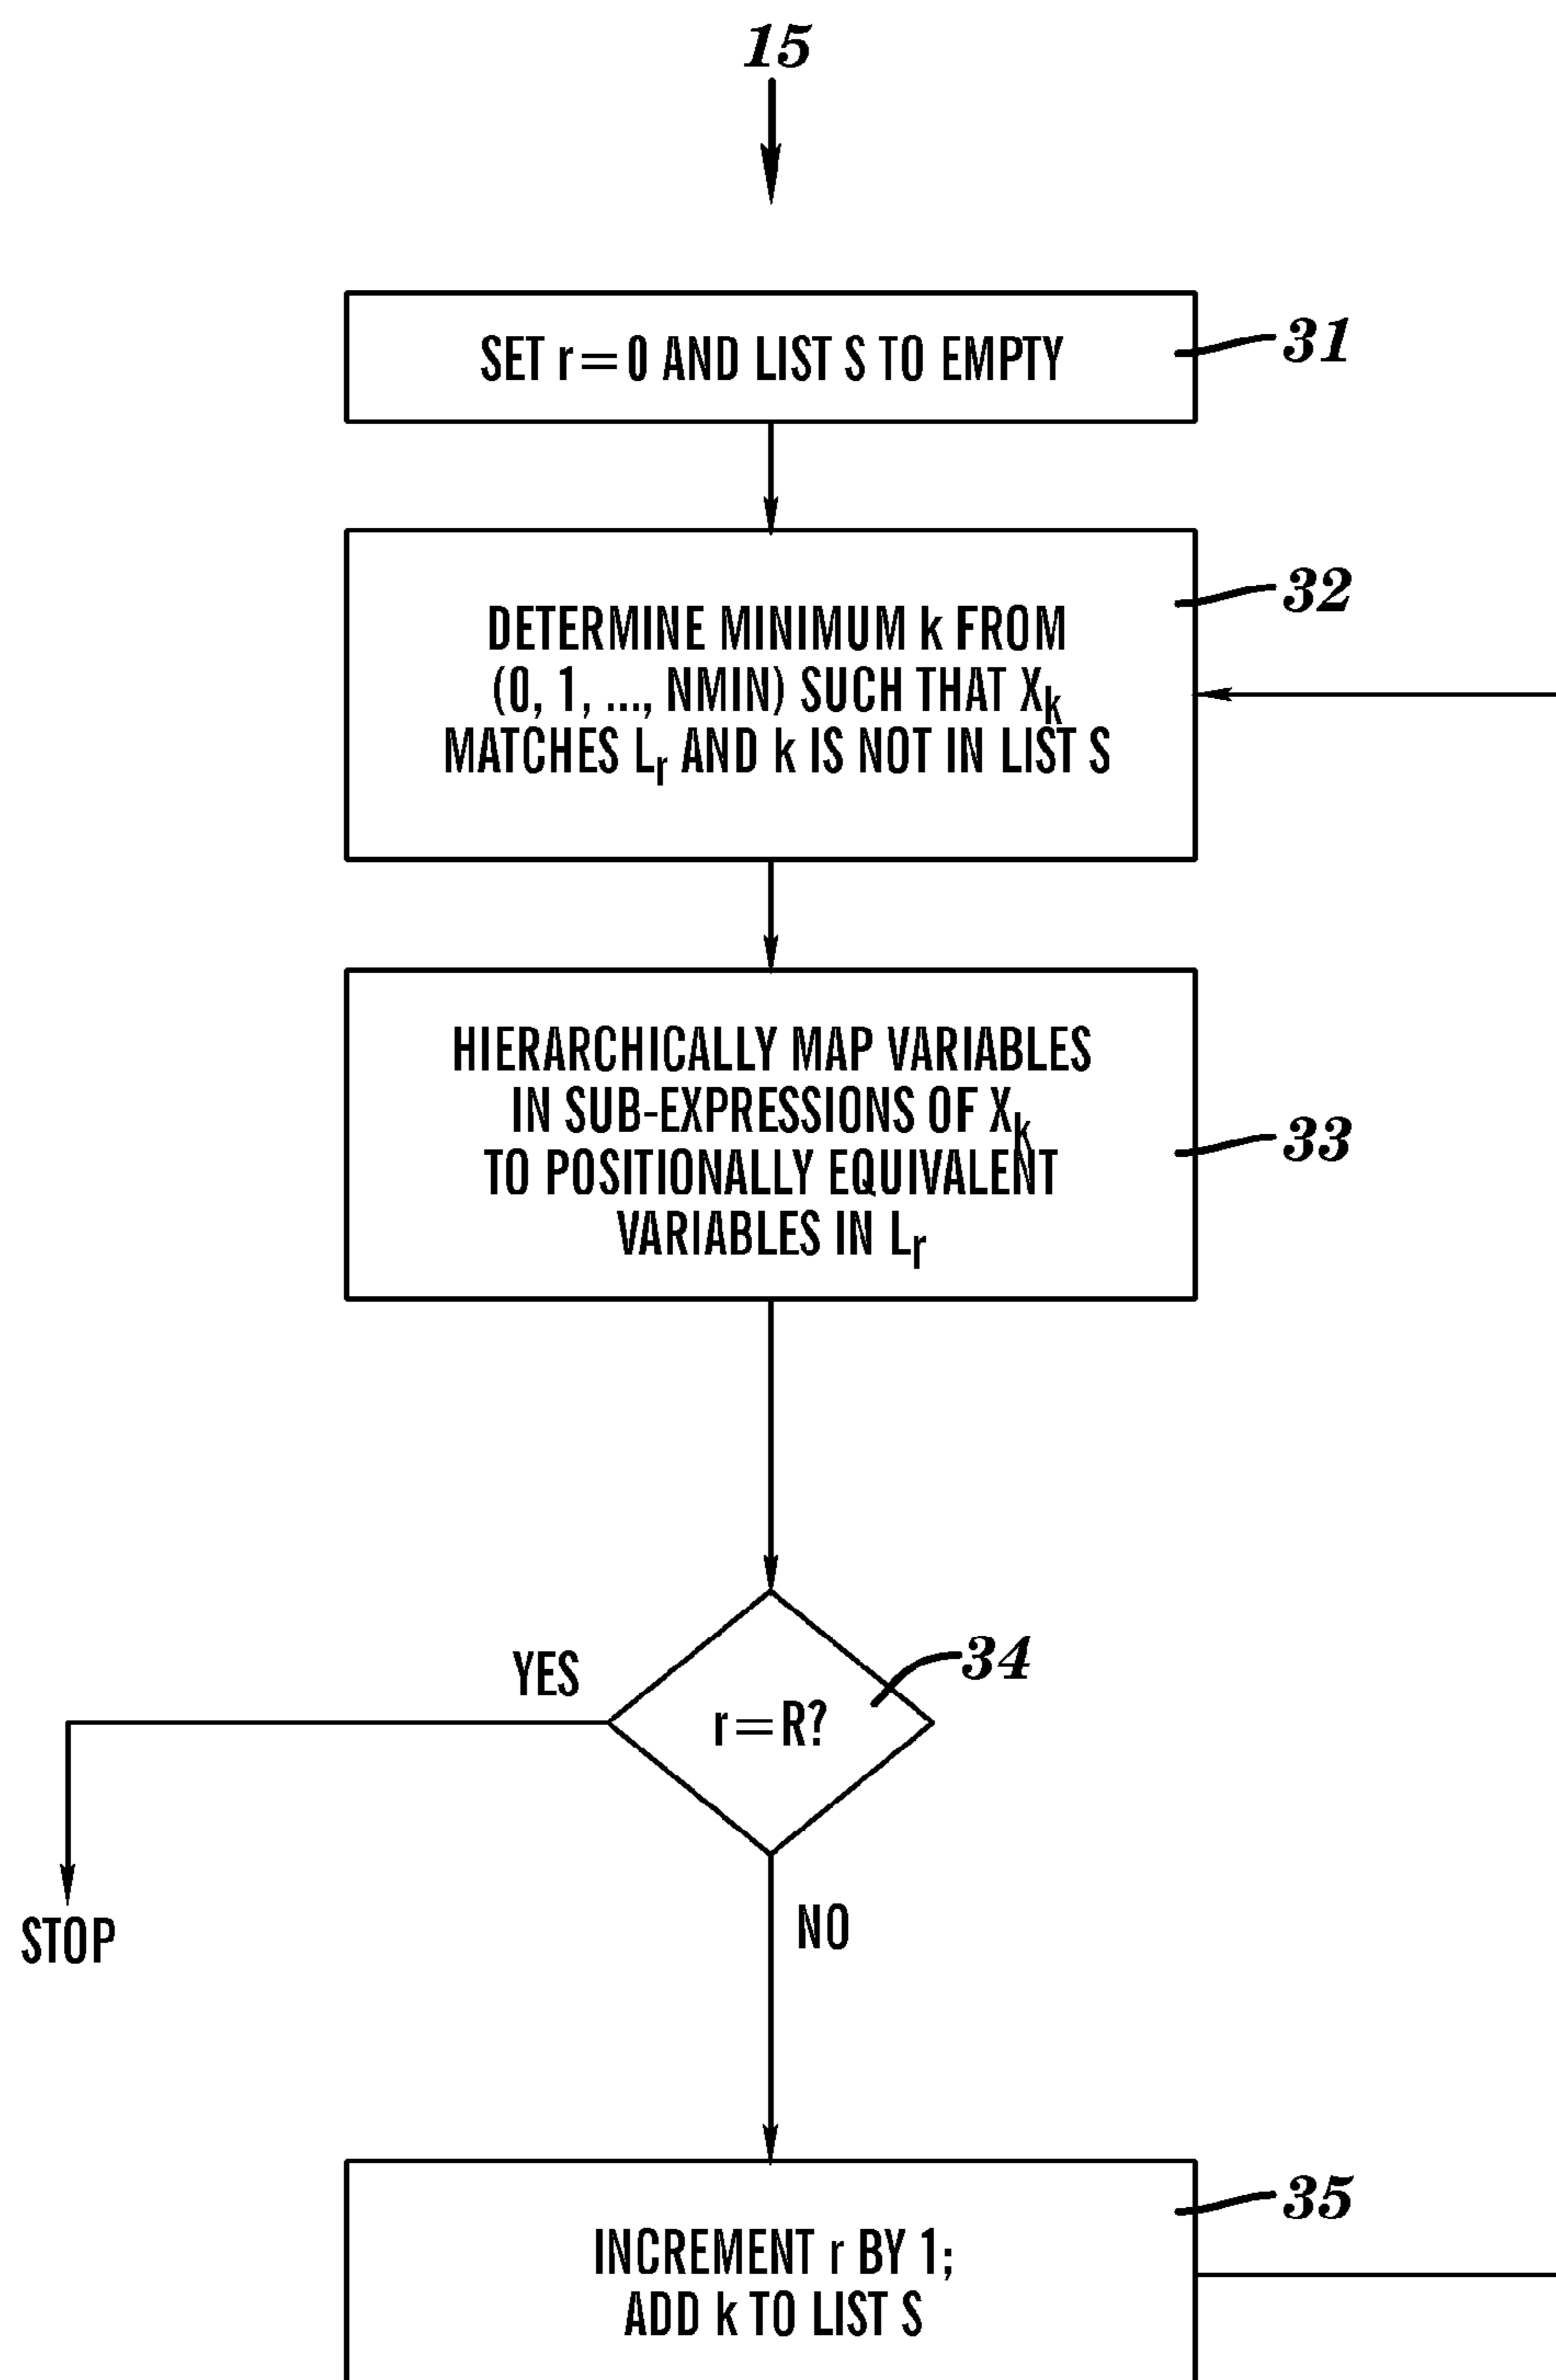 15
SET r=0 AND LIST S TO EMPTY
31
DETERMINE MINIMUM k FROM
(0, 1, ..., NMIN) SUCH THAT Xk
MATCHES Lr AND k IS NOT IN LIST S
32
HIERARCHICALLY MAP VARIABLES
IN SUB-EXPRESSIONS OF Xk
TO POSITIONALLY EQUIVALENT
VARIABLES IN Lr
33
YES
r=R?
34
STOP
NO
INCREMENT r BY 1;
ADD k TO LIST S
35